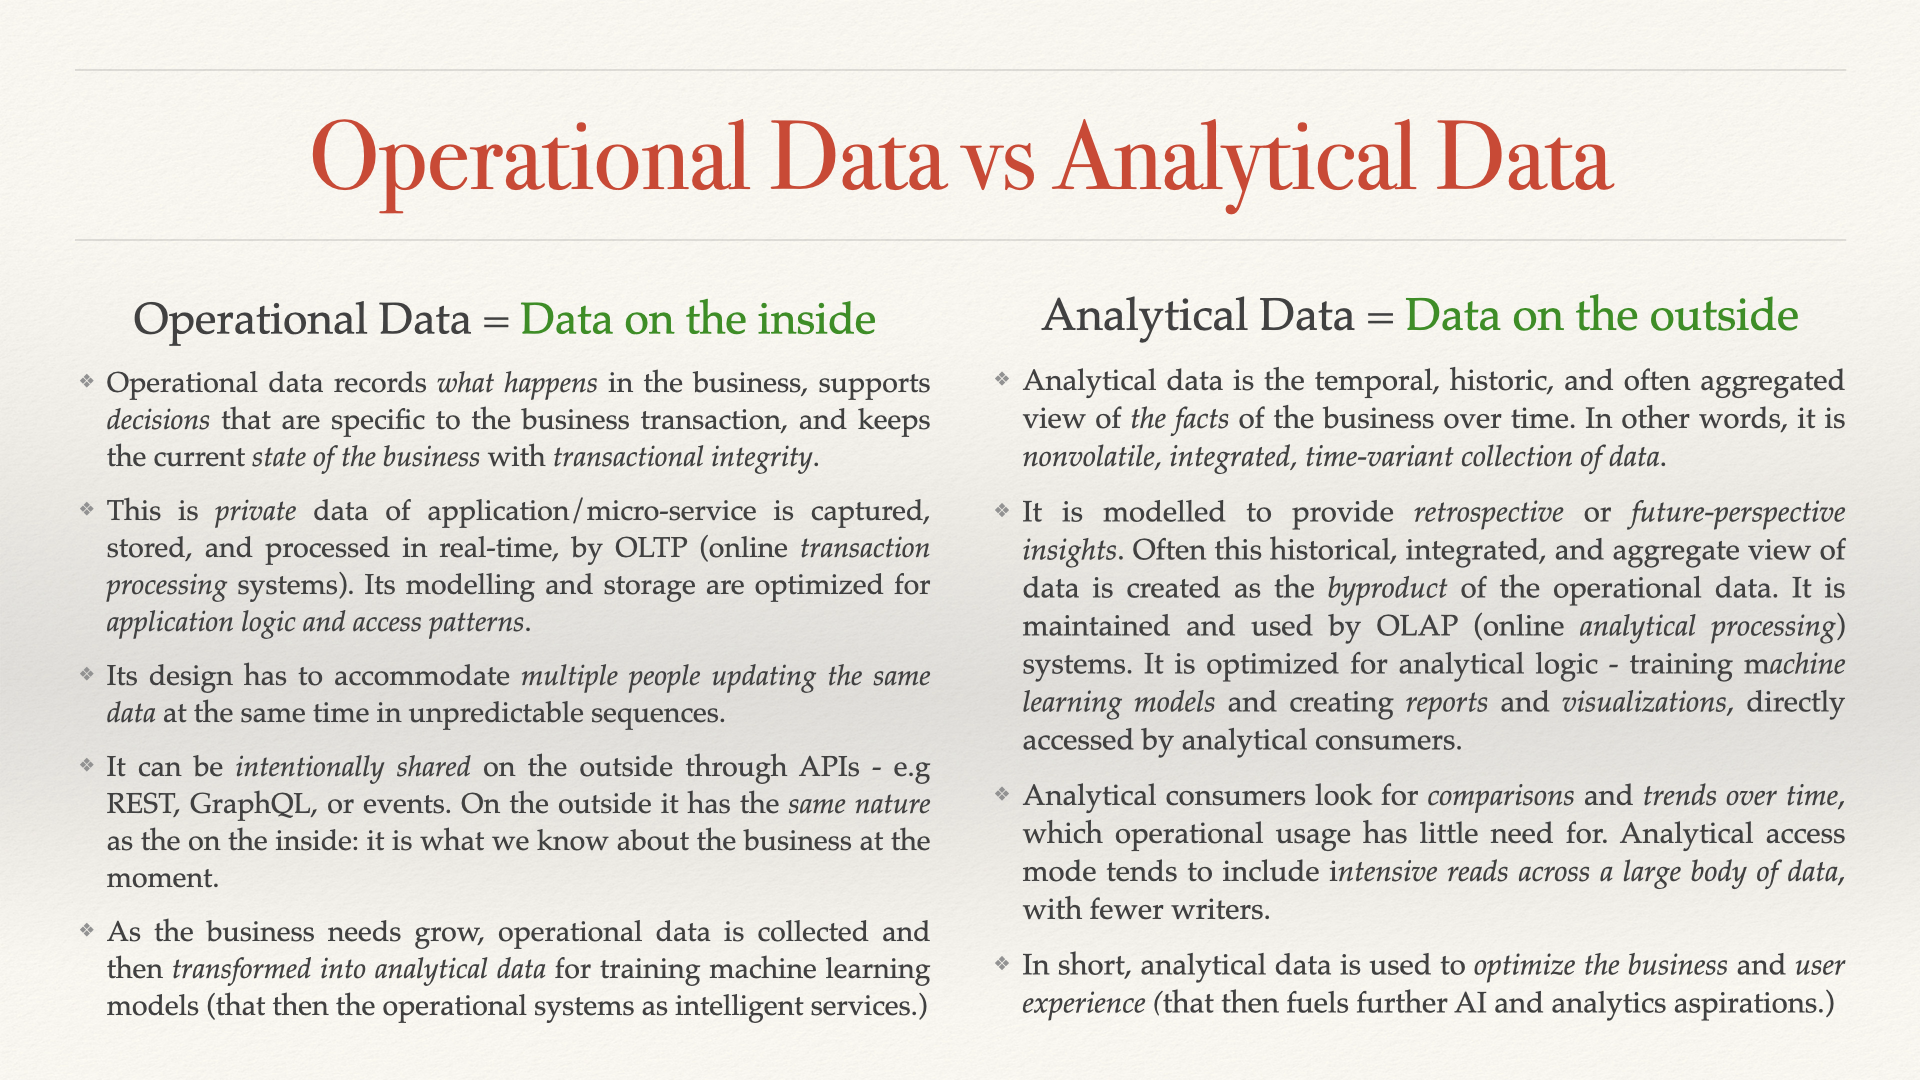 Operational Data vs Analytical Data
Operational Data = Data on the inside
❖ Operational data records what happens in the business, supports
decisions that are specific to the business transaction, and keeps
the current state of the business with transactional integrity.
❖ This is private data of application/micro-service is captured,
stored, and processed in real-time, by OLTP (online transaction
processing systems). Its modelling and storage are optimized for
application logic and access patterns.
❖ Its design has to accommodate multiple people updating the same
data at the same time in unpredictable sequences.
❖ It can be intentionally shared on the outside through APIs - e.g
REST, GraphQL, or events. On the outside it has the same nature
as the on the inside: it is what we know about the business at the
moment.
❖ As the business needs grow, operational data is collected and
then transformed into analytical data for training machine learning
models (that then the operational systems as intelligent services.)
Analytical Data = Data on the outside
❖ Analytical data is the temporal, historic, and often aggregated
view of the facts of the business over time. In other words, it is
nonvolatile, integrated, time-variant collection of data.
❖ It is modelled to provide retrospective or future-perspective
insights. Often this historical, integrated, and aggregate view of
data is created as the byproduct of the operational data. It is
maintained and used by OLAP (online analytical processing)
systems. It is optimized for analytical logic - training machine
learning models and creating reports and visualizations, directly
accessed by analytical consumers.
❖ Analytical consumers look for comparisons and trends over time,
which operational usage has little need for. Analytical access
mode tends to include intensive reads across a large body of data,
with fewer writers.
❖ In short, analytical data is used to optimize the business and user
experience (that then fuels further AI and analytics aspirations.)